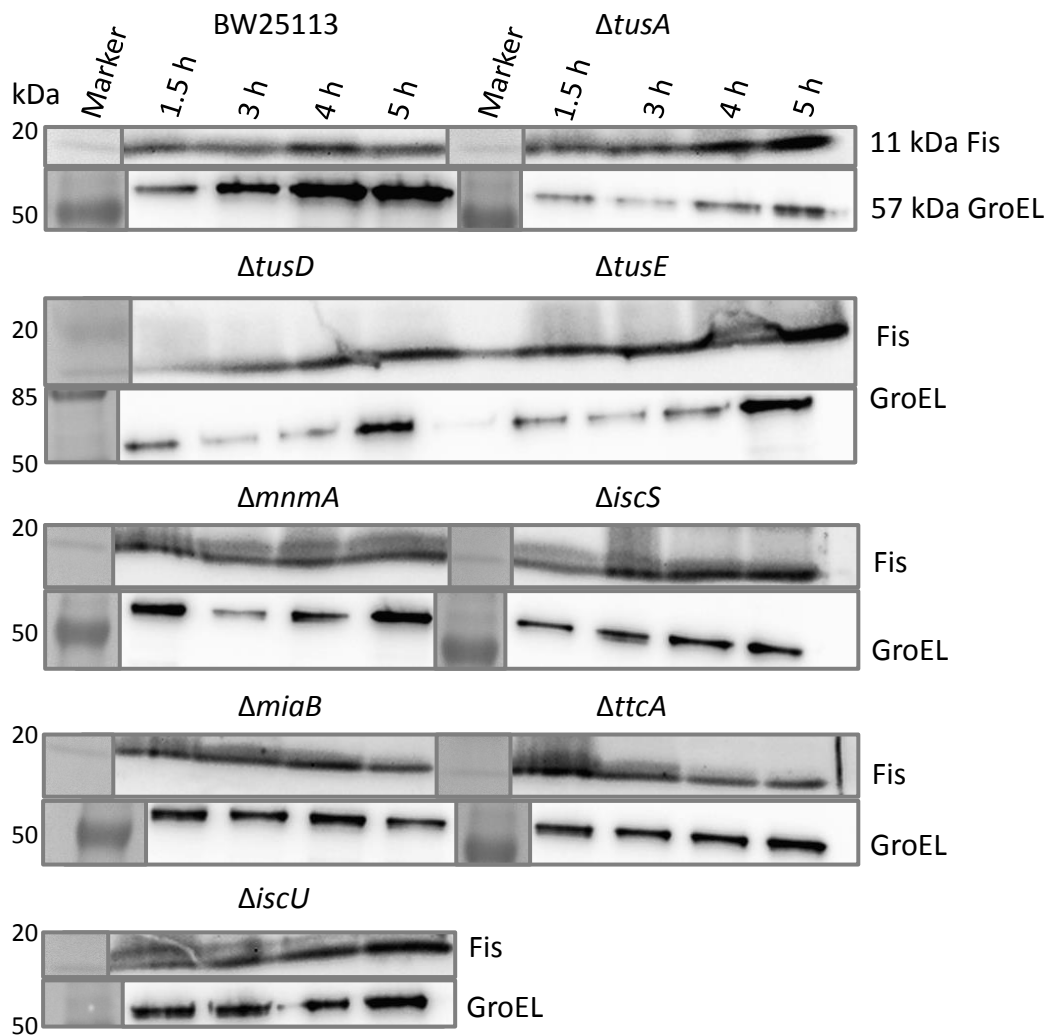 BW25113 ΔtusA
kDa Marker 1.5 h 3 h 4 h 5 h Marker 1.5 h 3 h 4 h 5 h
20 11 kDa Fis
50 57 kDa GroEL
ΔtusD ΔtusE
20 Fis
85 GroEL
50
ΔmnmA ΔiscS
20 Fis
50 GroEL
ΔmiaB ΔttcA
20 Fis
50 GroEL
ΔiscU
20 Fis
50 GroEL